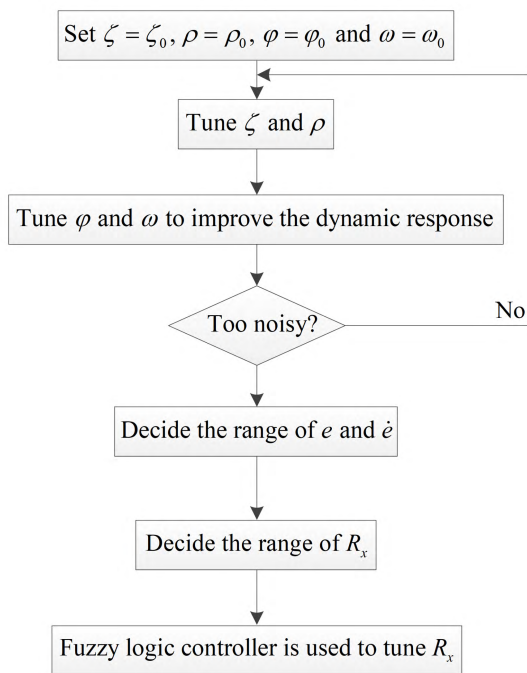 Set ζ = ζ₀, ρ = ρ₀, φ = φ₀ and ω = ω₀
Tune ζ and ρ
Tune φ and ω to improve the dynamic response
Too noisy?
No
Decide the range of e and ė
Decide the range of Rₓ
Fuzzy logic controller is used to tune Rₓ